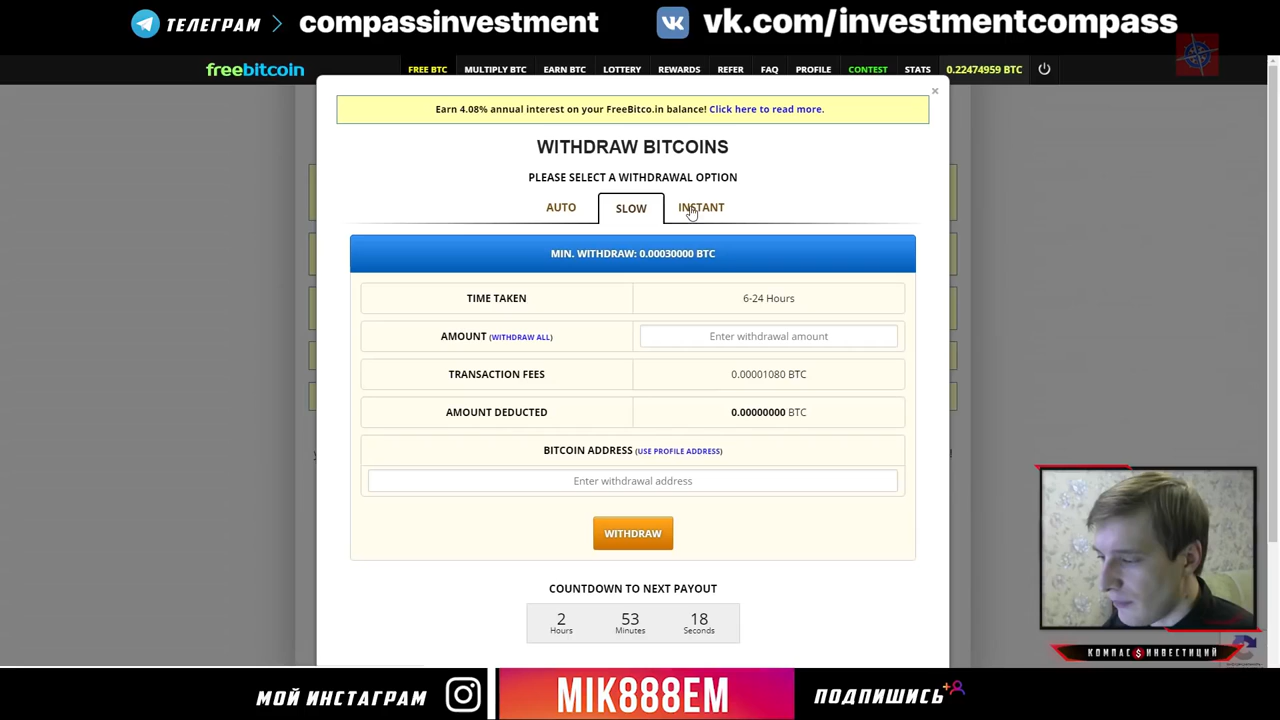 ТЕЛЕГРАМ > compassinvestment
vk.com/investmentcompass
freebitcoin
FREE BTC MULTIPLY BTC EARN BTC LOTTERY REWARDS REFER FAQ PROFILE CONTEST STATS 0.22474959 BTC
×
Earn 4.08% annual interest on your FreeBitco.in balance! Click here to read more.
WITHDRAW BITCOINS
PLEASE SELECT A WITHDRAWAL OPTION
AUTO SLOW INSTANT
MIN. WITHDRAW: 0.00030000 BTC
TIME TAKEN 6-24 Hours
AMOUNT (WITHDRAW ALL) Enter withdrawal amount
TRANSACTION FEES 0.00001080 BTC
AMOUNT DEDUCTED 0.00000000 BTC
BITCOIN ADDRESS (USE PROFILE ADDRESS)
Enter withdrawal address
WITHDRAW
COUNTDOWN TO NEXT PAYOUT
2 53 18
Hours Minutes Seconds
КОМПАС $ ИНВЕСТИЦИЙ
МОЙ ИНСТАГРАМ
MIK888EM
ПОДПИШИСЬ